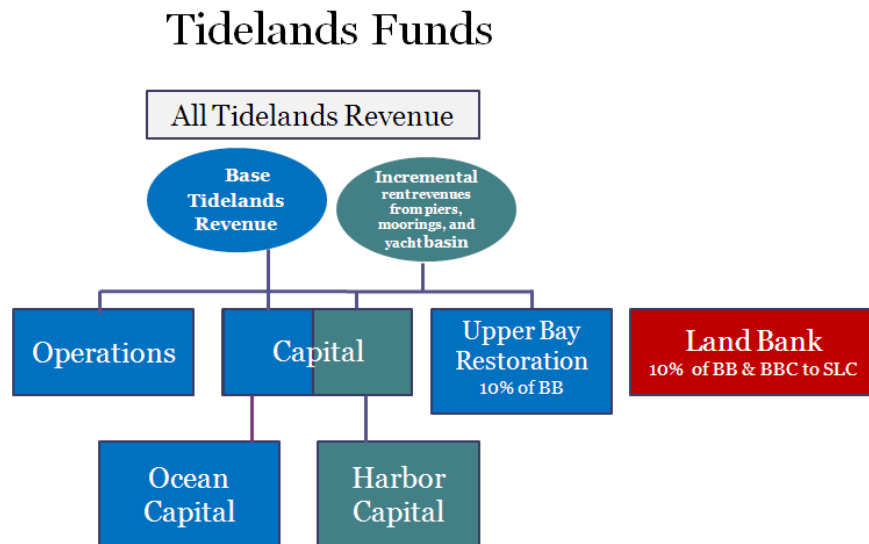 Tidelands Funds
All Tidelands Revenue
Base
Tidelands
Revenue
Incremental
rent revenues
from piers,
moorings, and
yacht basin
Operations
Capital
Upper Bay
Restoration
10% of BB
Land Bank
10% of BB & BBC to SLC
Ocean
Capital
Harbor
Capital